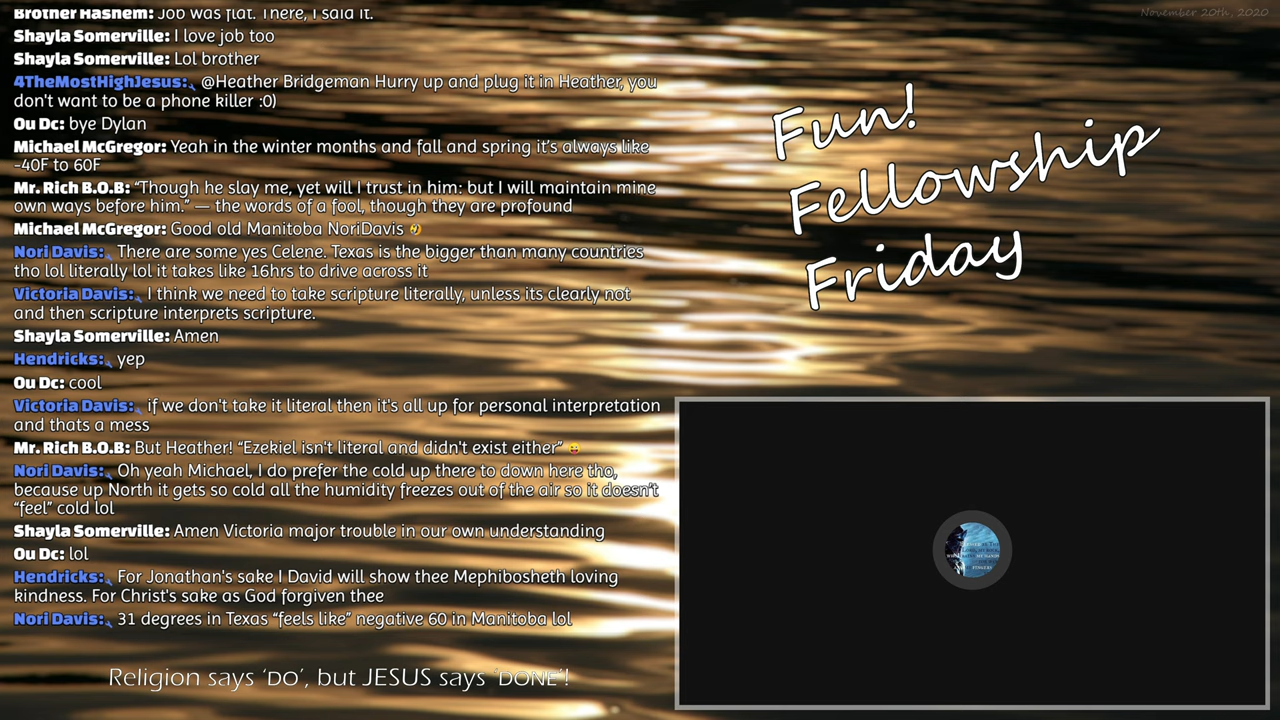 Brother Hashem: Job was flat. There, I said it.
Shayla Somerville: I love job too
Shayla Somerville: Lol brother
4TheMostHighJesus: @Heather Bridgeman Hurry up and plug it in Heather, you
don't want to be a phone killer :0)
Ou Dc: bye Dylan
Michael McGregor: Yeah in the winter months and fall and spring it's always like
-40F to 60F
Mr. Rich B.O.B: “Though he slay me, yet will I trust in him: but I will maintain mine
own ways before him.” — the words of a fool, though they are profound
Michael McGregor: Good old Manitoba NoriDavis 🤣
Nori Davis: There are some yes Celene. Texas is the bigger than many countries
tho lol literally lol it takes like 16hrs to drive across it
Victoria Davis: I think we need to take scripture literally, unless its clearly not
and then scripture interprets scripture.
Shayla Somerville: Amen
Hendricks: yep
Ou Dc: cool
Victoria Davis: if we don't take it literal then it's all up for personal interpretation
and thats a mess
Mr. Rich B.O.B: But Heather! “Ezekiel isn't literal and didn't exist either” 😜
Nori Davis: Oh yeah Michael, I do prefer the cold up there to down here tho,
because up North it gets so cold all the humidity freezes out of the air so it doesn't
“feel” cold lol
Shayla Somerville: Amen Victoria major trouble in our own understanding
Ou Dc: lol
Hendricks: For Jonathan's sake I David will show thee Mephibosheth loving
kindness. For Christ's sake as God forgiven thee
Nori Davis: 31 degrees in Texas “feels like” negative 60 in Manitoba lol
Religion says ‘DO’, but JESUS says ‘DONE’!
November 20th, 2020
Fun!
Fellowship
Friday